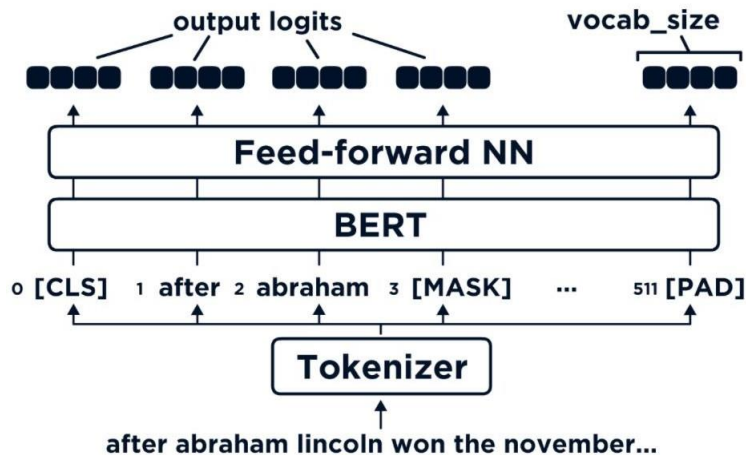 output logits vocab_size
Feed-forward NN
BERT
0 [CLS] 1 after 2 abraham 3 [MASK] ... 511 [PAD]
Tokenizer
after abraham lincoln won the november...